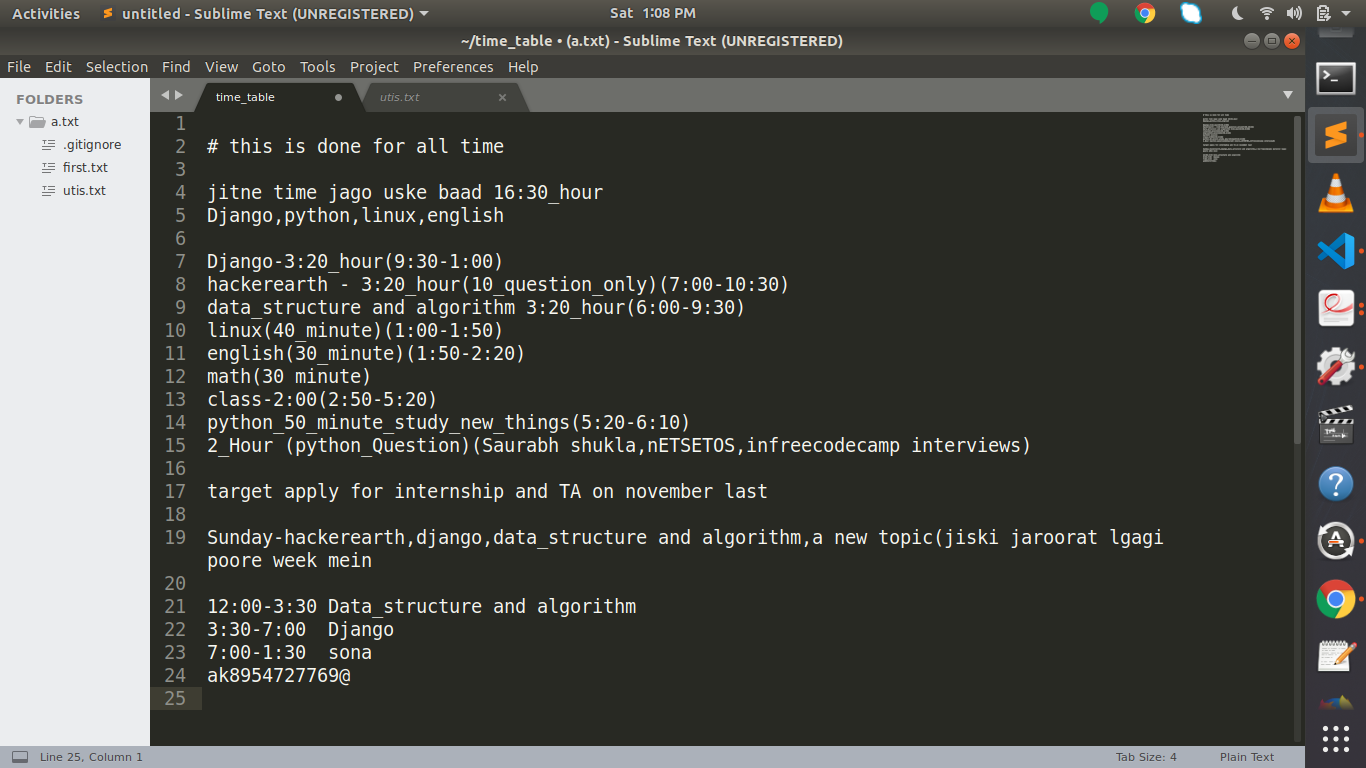 Activities
untitled - Sublime Text (UNREGISTERED)
Sat 1:08 PM
~/time_table • (a.txt) - Sublime Text (UNREGISTERED)
File Edit Selection Find View Goto Tools Project Preferences Help
FOLDERS
a.txt
.gitignore
first.txt
utis.txt
time_table
utis.txt
1
2 # this is done for all time
3
4 jitne time jago uske baad 16:30_hour
5 Django,python,linux,english
6
7 Django-3:20_hour(9:30-1:00)
8 hackerearth - 3:20_hour(10_question_only)(7:00-10:30)
9 data_structure and algorithm 3:20_hour(6:00-9:30)
10 linux(40_minute)(1:00-1:50)
11 english(30_minute)(1:50-2:20)
12 math(30 minute)
13 class-2:00(2:50-5:20)
14 python_50_minute_study_new_things(5:20-6:10)
15 2_Hour (python_Question)(Saurabh shukla,nETSETOS,infreecodecamp interviews)
16
17 target apply for internship and TA on november last
18
19 Sunday-hackerearth,django,data_structure and algorithm,a new topic(jiski jaroorat lgagi
poore week mein
20
21 12:00-3:30 Data_structure and algorithm
22 3:30-7:00  Django
23 7:00-1:30  sona
24 ak8954727769@
25
Line 25, Column 1
Tab Size: 4
Plain Text